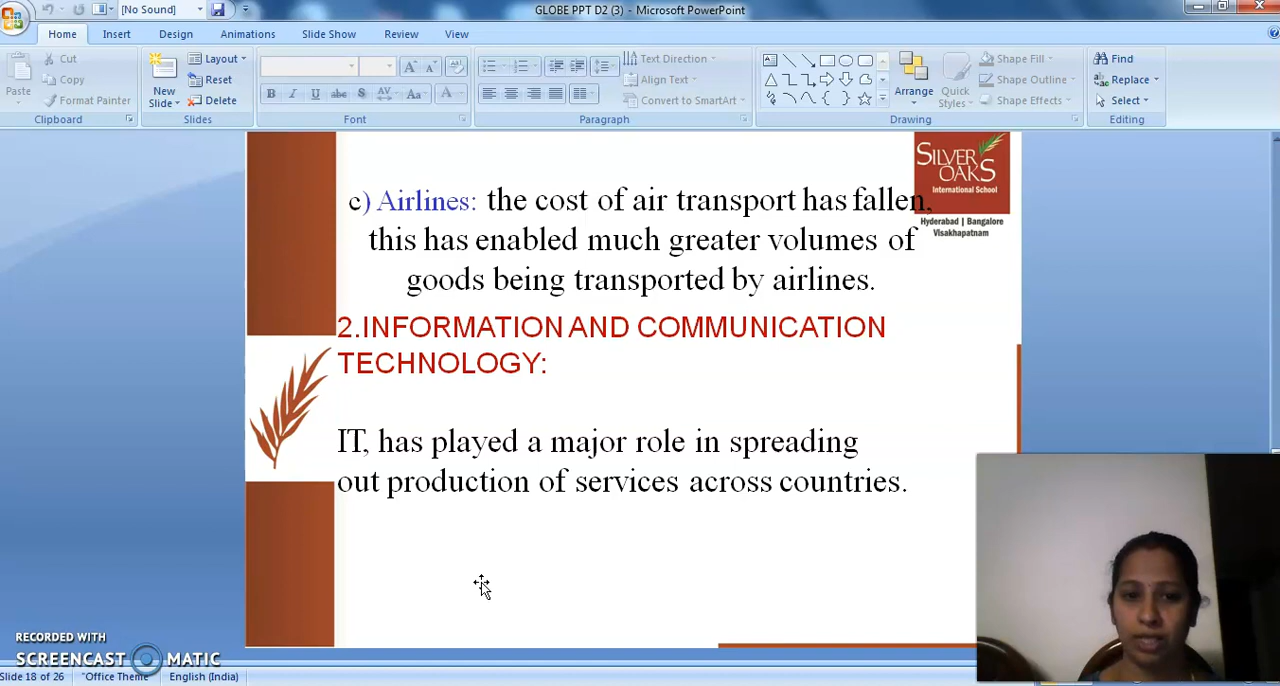 [No Sound]
GLOBE PPT D2 (3) - Microsoft PowerPoint
Home Insert Design Animations Slide Show Review View
Paste
Cut
Copy
Format Painter
Clipboard
New
Slide
Layout
Reset
Delete
Slides
B I U abc S AV Aa A
A A
Font
Text Direction
Align Text
Convert to SmartArt
Paragraph
Arrange
Quick
Styles
Shape Fill
Shape Outline
Shape Effects
Drawing
Find
Replace
Select
Editing
SILVER
OAKS
International School
Hyderabad | Bangalore
Visakhapatnam
c) Airlines: the cost of air transport has fallen,
this has enabled much greater volumes of
goods being transported by airlines.
2.INFORMATION AND COMMUNICATION
TECHNOLOGY:
IT, has played a major role in spreading
out production of services across countries.
RECORDED WITH
SCREENCAST MATIC
Slide 18 of 26
"Office Theme"
English (India)